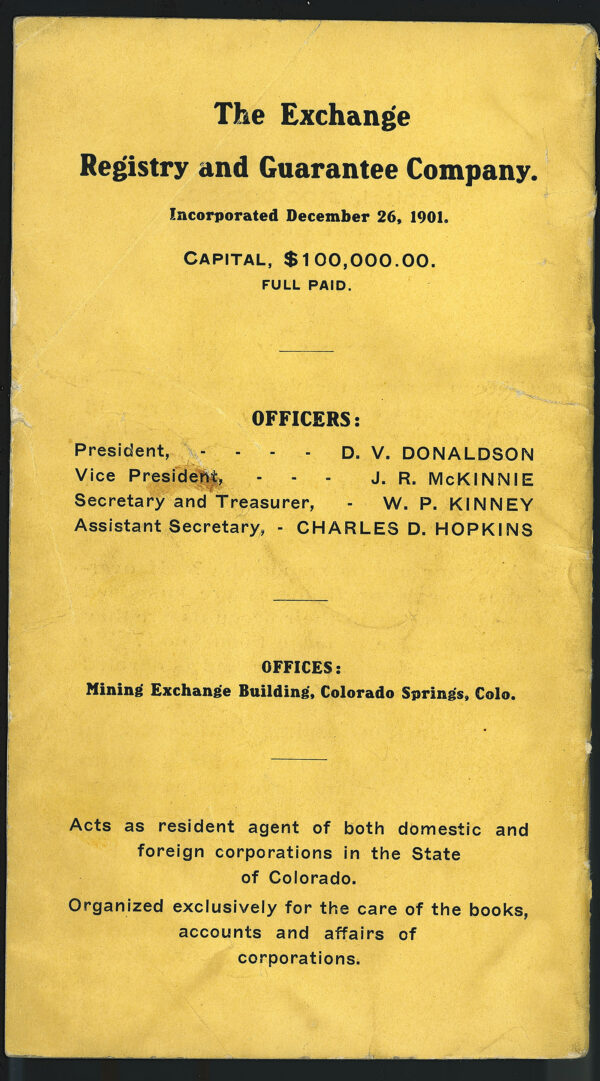 The Exchange
Registry and Guarantee Company.
Incorporated December 26, 1901.
CAPITAL, $100,000.00.
FULL PAID.
OFFICERS:
President, - - - - D. V. DONALDSON
Vice President, - - - J. R. McKINNIE
Secretary and Treasurer, - W. P. KINNEY
Assistant Secretary, - CHARLES D. HOPKINS
OFFICES:
Mining Exchange Building, Colorado Springs, Colo.
Acts as resident agent of both domestic and
foreign corporations in the State
of Colorado.
Organized exclusively for the care of the books,
accounts and affairs of
corporations.